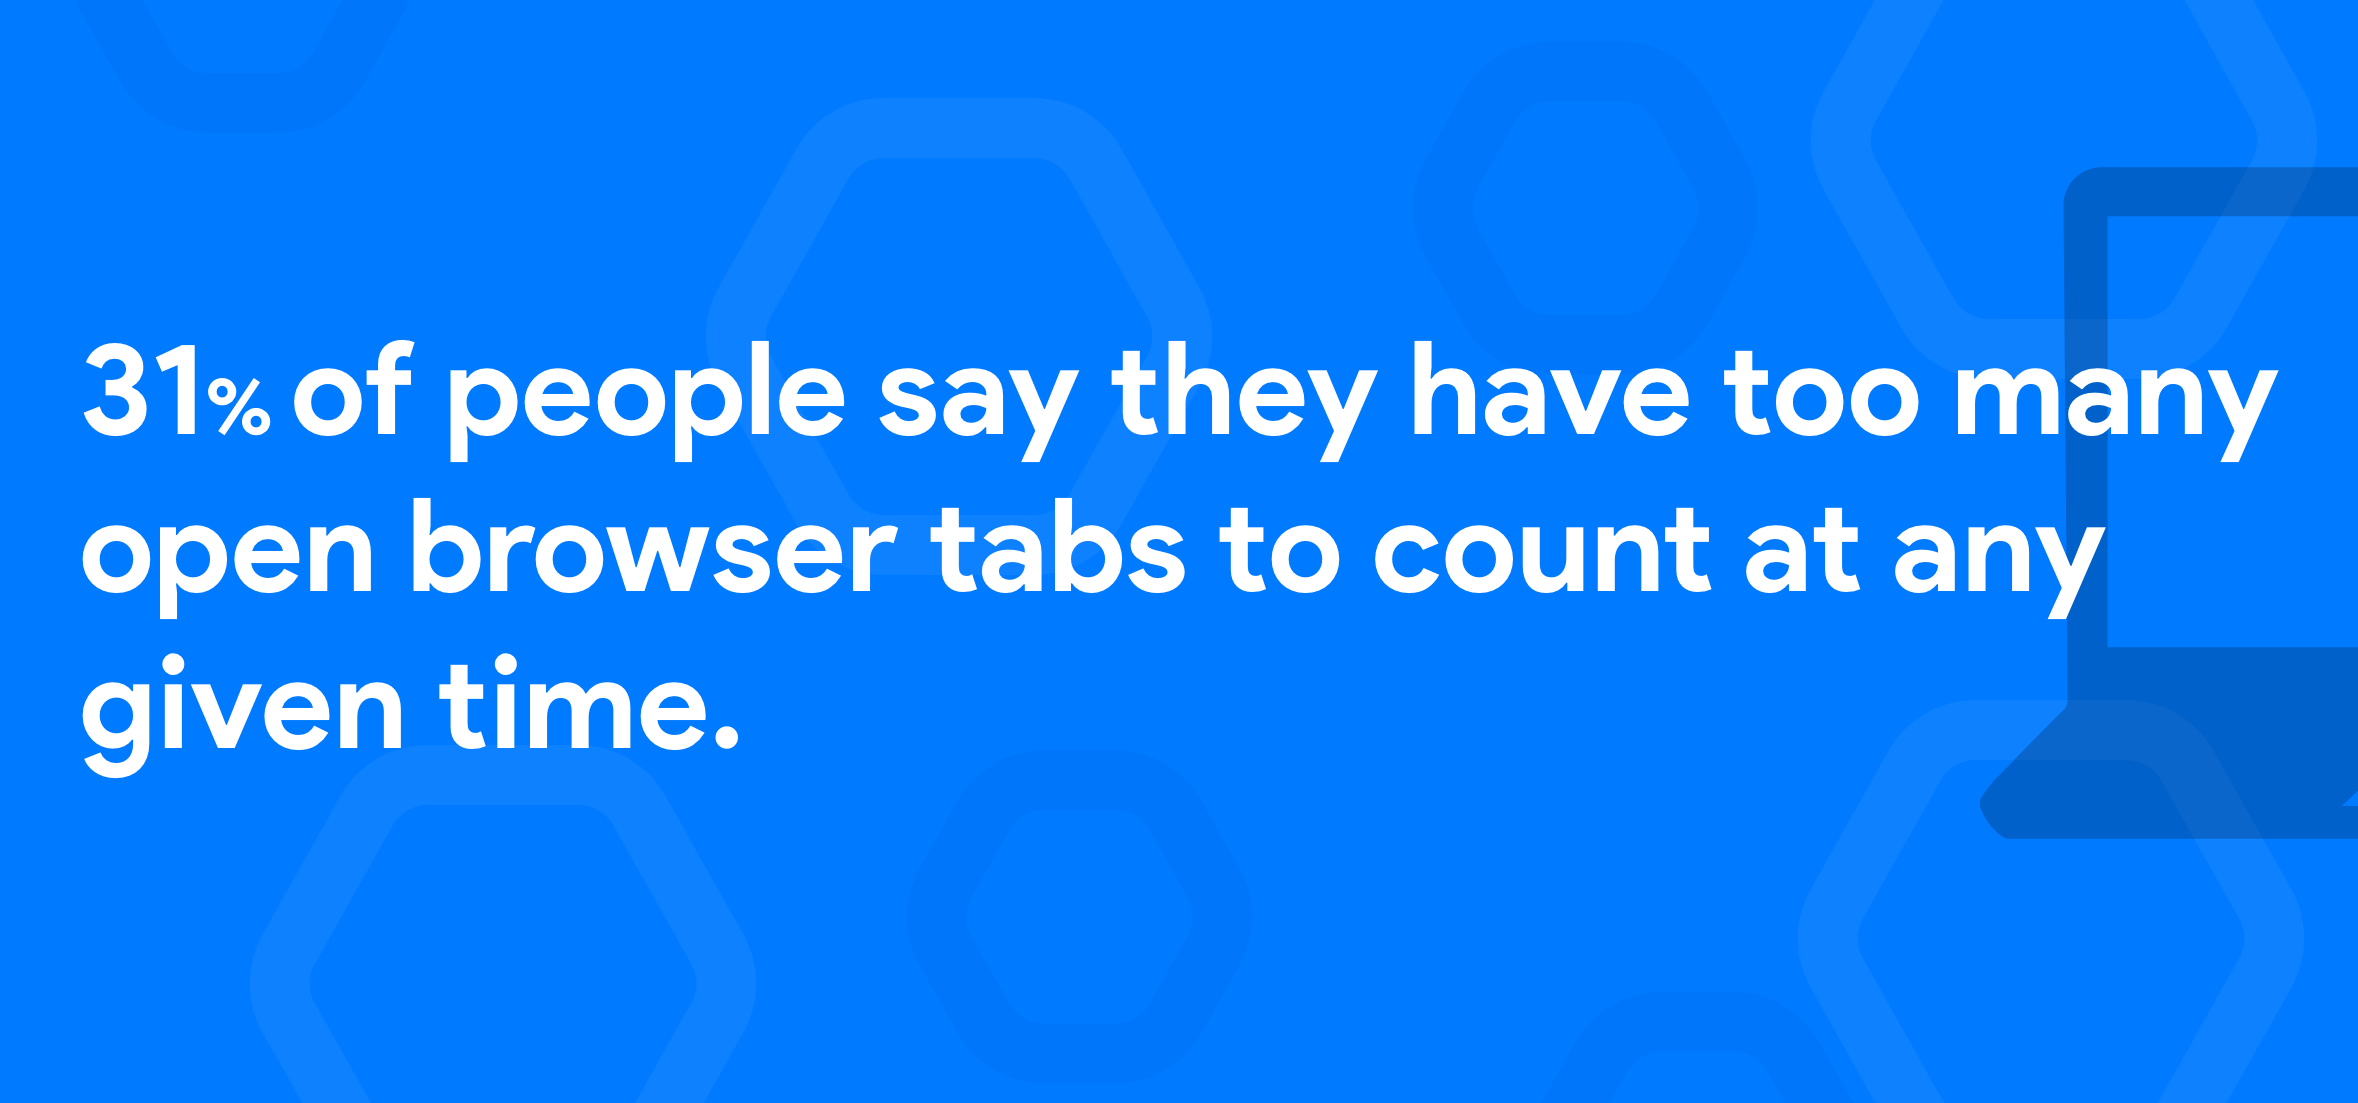 31% of people say they have too many
open browser tabs to count at any
given time.